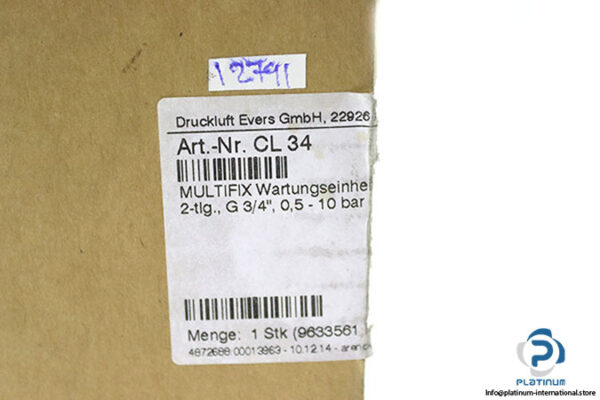 12791
Druckluft Evers GmbH, 22926
Art.-Nr. CL 34
MULTIFIX Wartungseinhe
2-tlg., G 3/4", 0,5 - 10 bar
Menge: 1 Stk (9633561
4872688 00013963 - 10.12.14 -
PLATINUM
Info@platinum-international.store